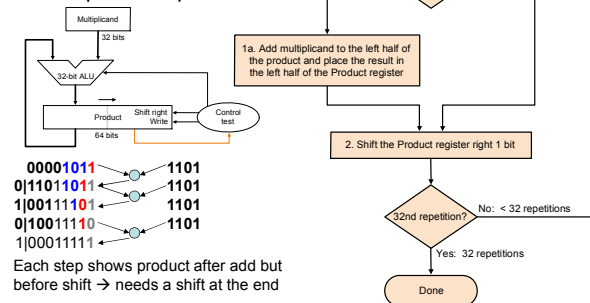 Multiplicand
32 bits
32-bit ALU
Product
Shift right
Write
64 bits
Control
test
00001011 1101
0|11011011 1101
1|00111101 1101
0|10011110 1101
1|00011111
Each step shows product after add but
before shift → needs a shift at the end
1a. Add multiplicand to the left half of
the product and place the result in
the left half of the Product register
2. Shift the Product register right 1 bit
32nd repetition?
No: < 32 repetitions
Yes: 32 repetitions
Done